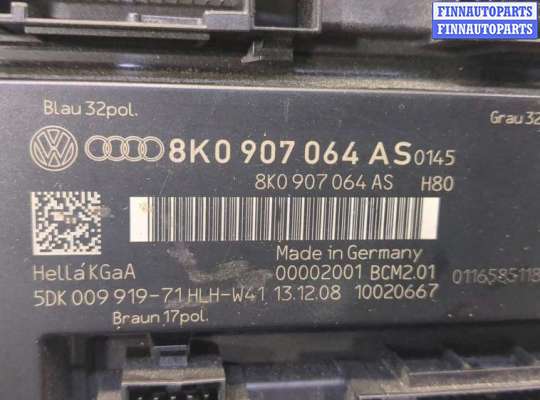 FINNAUTOPARTS
FINNAUTOPARTS
FINNAUTOPARTS
Blau 32pol.
Grau 32
8K0 907 064 AS 0145
8K0 907 064 AS H80
Made in Germany
Hella KGaA 00002001 BCM2.01 0116585118
5DK 009 919-71 HLH-W41 13.12.08 10020667
Braun 17pol.